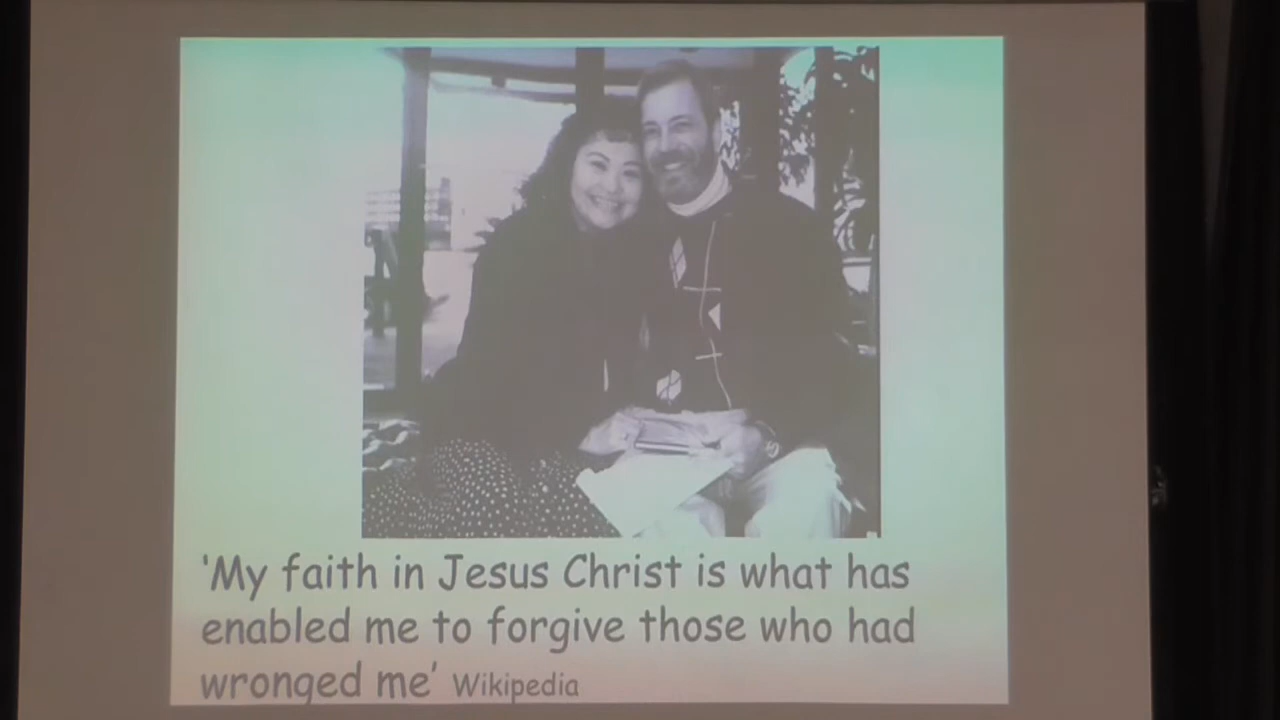 ‘My faith in Jesus Christ is what has
enabled me to forgive those who had
wronged me’ Wikipedia